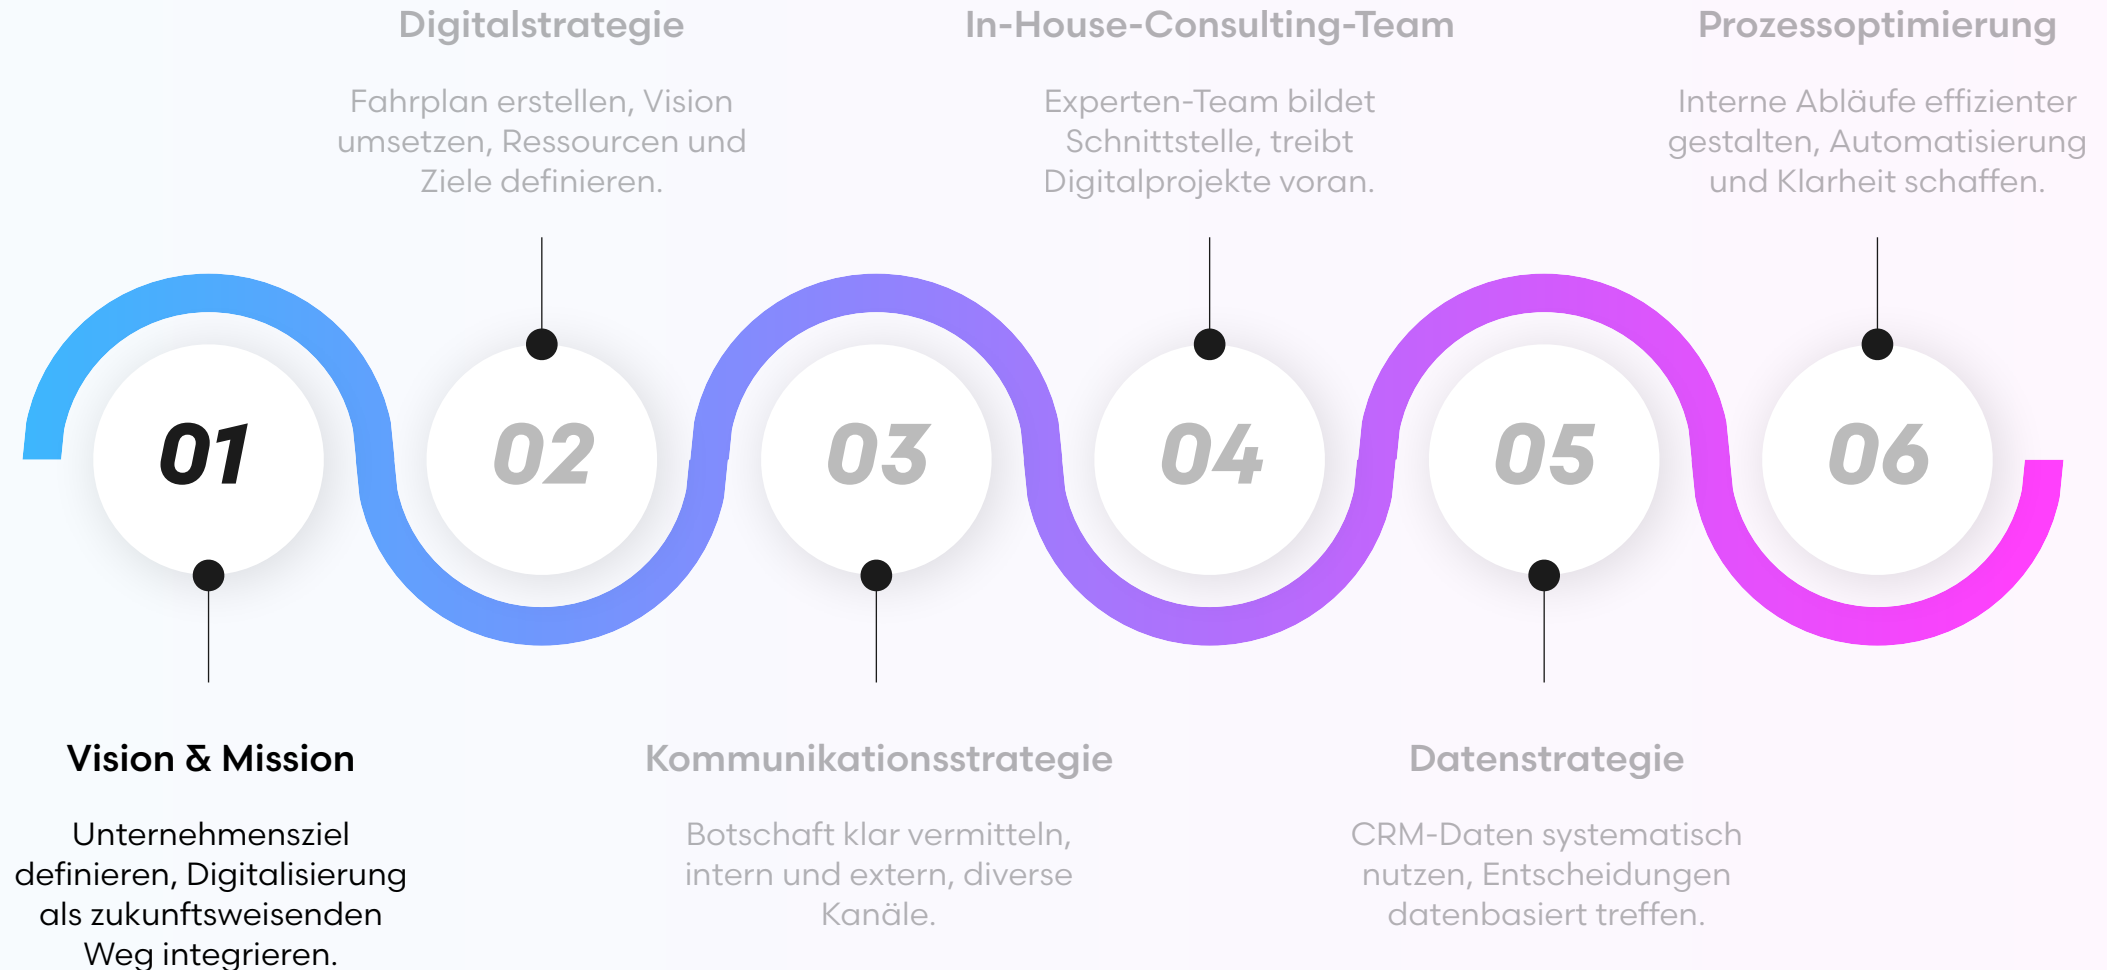 Digitalstrategie
Fahrplan erstellen, Vision
umsetzen, Ressourcen und
Ziele definieren.
In-House-Consulting-Team
Experten-Team bildet
Schnittstelle, treibt
Digitalprojekte voran.
Prozessoptimierung
Interne Abläufe effizienter
gestalten, Automatisierung
und Klarheit schaffen.
01
02
03
04
05
06
Vision & Mission
Unternehmensziel
definieren, Digitalisierung
als zukunftsweisenden
Weg integrieren.
Kommunikationsstrategie
Botschaft klar vermitteln,
intern und extern, diverse
Kanäle.
Datenstrategie
CRM-Daten systematisch
nutzen, Entscheidungen
datenbasiert treffen.